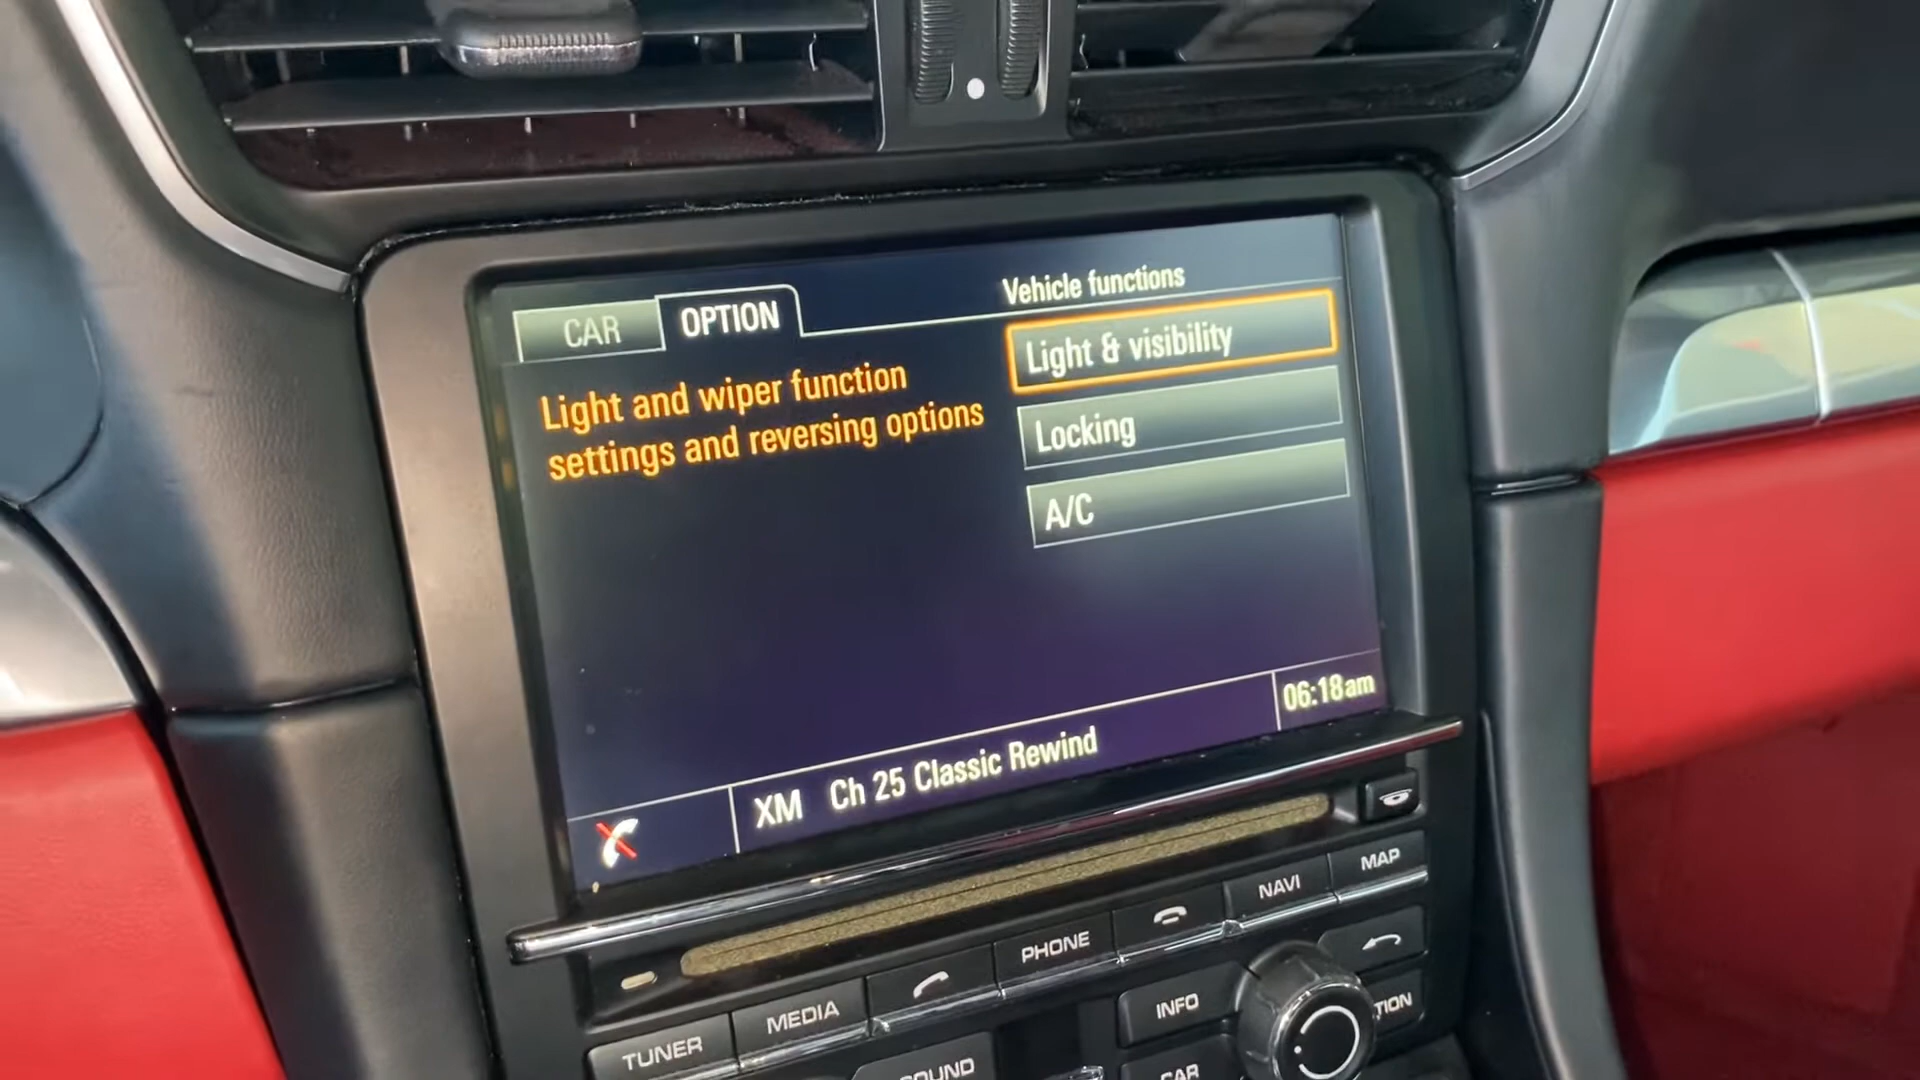 CAR
OPTION
Vehicle functions
Light and wiper function
settings and reversing options
Light & visibility
Locking
A/C
06:18am
XM
Ch 25 Classic Rewind
MAP
NAVI
PHONE
MEDIA
TUNER
INFO
CAR